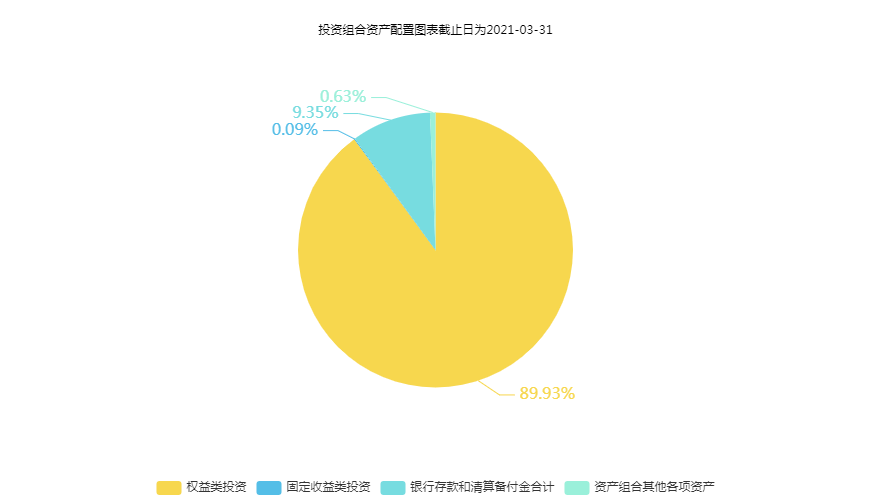 投资组合资产配置图表截止日为2021-03-31
0.63%
9.35%
0.09%
89.93%
权益类投资
固定收益类投资
银行存款和清算备付金合计
资产组合其他各项资产